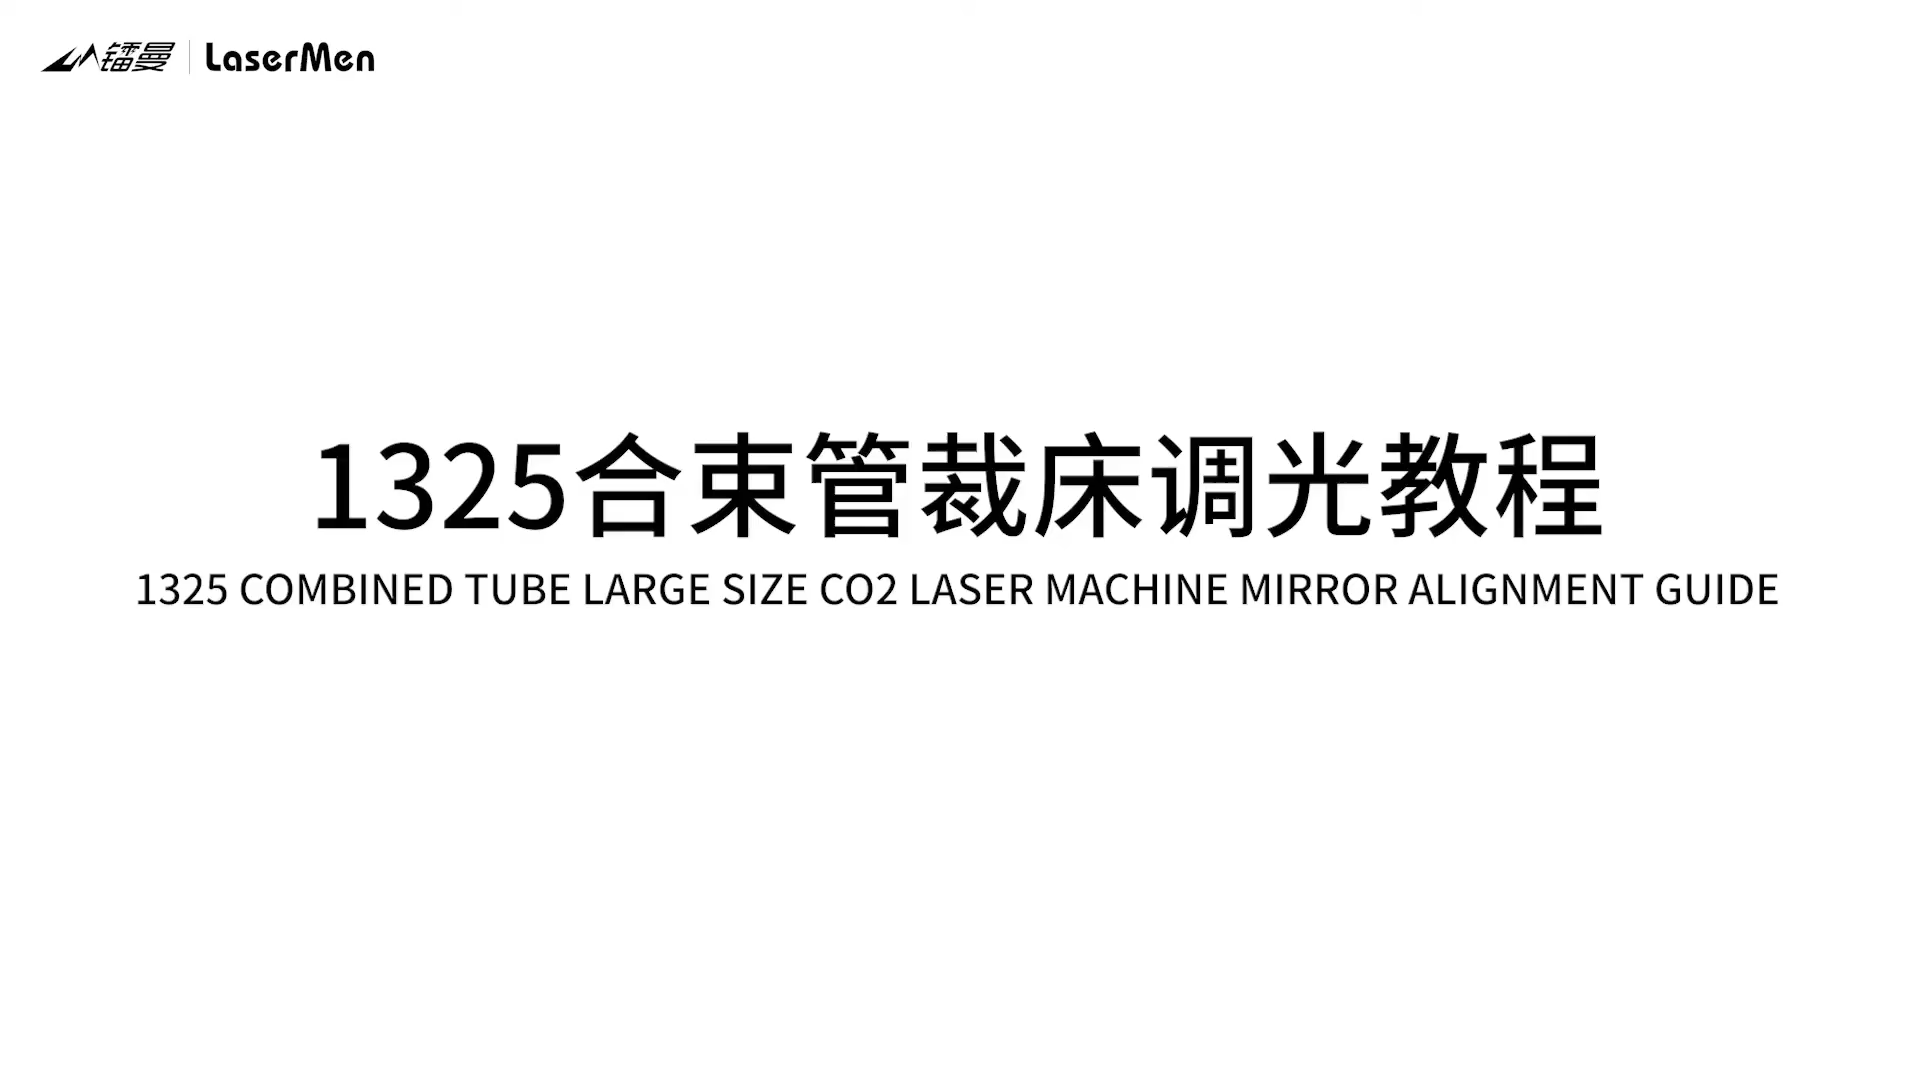 镭曼 LaserMen
1325合束管裁床调光教程
1325 COMBINED TUBE LARGE SIZE CO2 LASER MACHINE MIRROR ALIGNMENT GUIDE